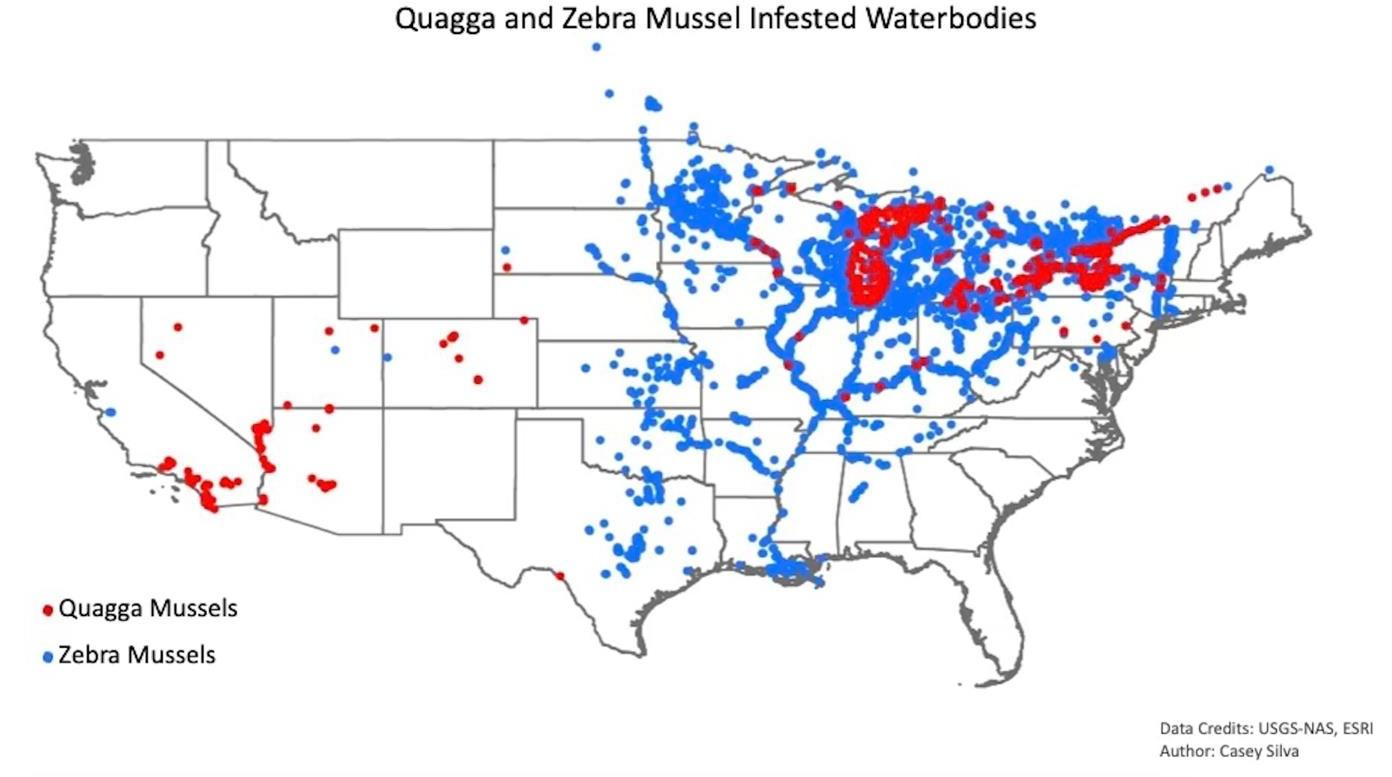 Quagga and Zebra Mussel Infested Waterbodies
Quagga Mussels
Zebra Mussels
Data Credits: USGS-NAS, ESRI
Author: Casey Silva